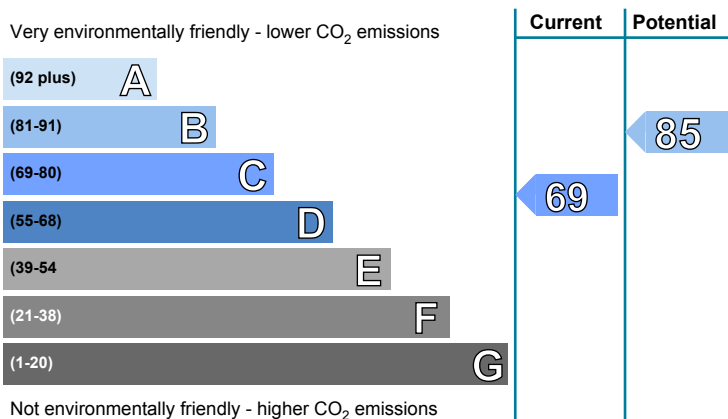 Current Potential
Very environmentally friendly - lower CO2 emissions
(92 plus) A
(81-91) B
85
(69-80) C
69
(55-68) D
(39-54 E
(21-38) F
(1-20) G
Not environmentally friendly - higher CO2 emissions